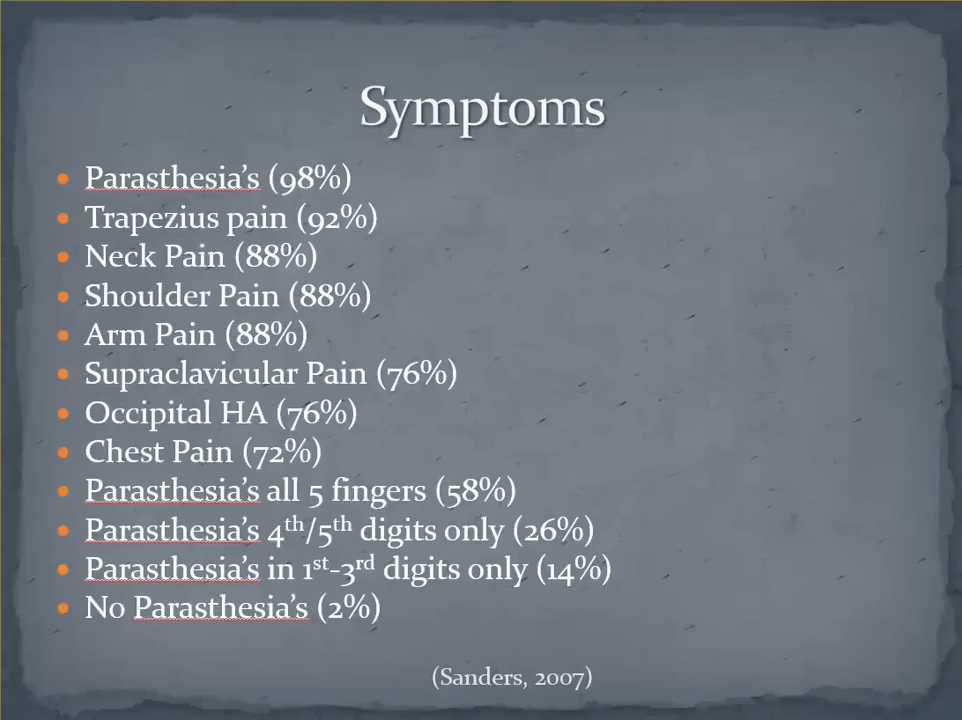 Symptoms
Parasthesia's (98%)
Trapezius pain (92%)
Neck Pain (88%)
Shoulder Pain (88%)
Arm Pain (88%)
Supraclavicular Pain (76%)
Occipital HA (76%)
Chest Pain (72%)
Parasthesia's all 5 fingers (58%)
Parasthesia's 4th/5th digits only (26%)
Parasthesia's in 1st-3rd digits only (14%)
No Parasthesia's (2%)
(Sanders, 2007)